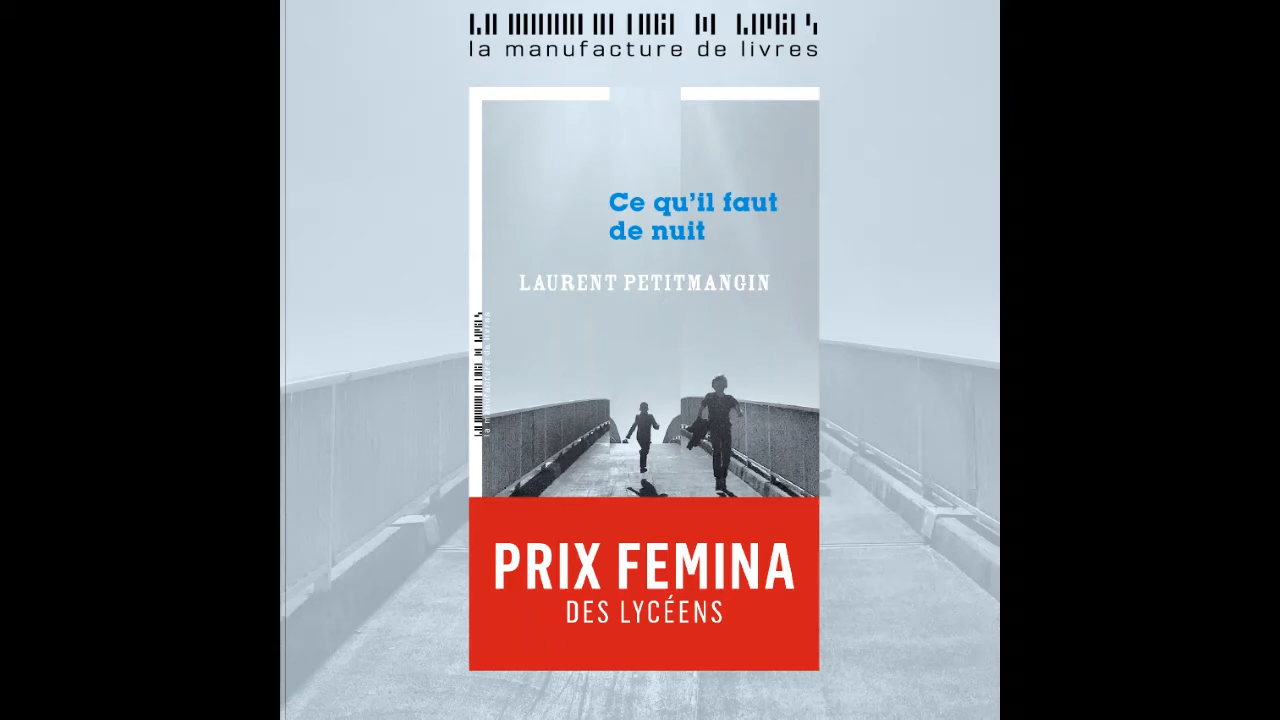 la manufacture de livres
Ce qu'il faut
de nuit
LAURENT PETITMANGIN
PRIX FEMINA
DES LYCÉENS